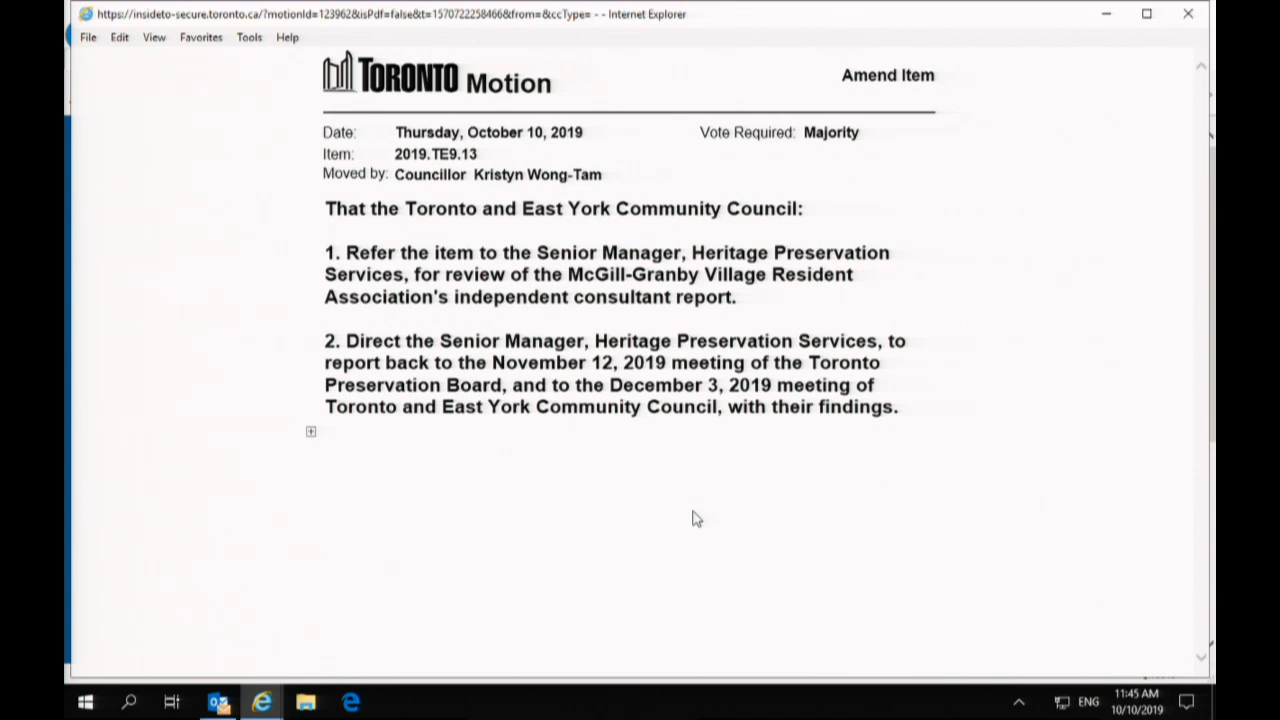 https://insideto-secure.toronto.ca/?motionId=123962&isPdf=false&t=1570722258466&from=&ccType= - - Internet Explorer
File Edit View Favorites Tools Help
TORONTO Motion
Amend Item
Date: Thursday, October 10, 2019
Vote Required: Majority
Item: 2019.TE9.13
Moved by: Councillor Kristyn Wong-Tam
That the Toronto and East York Community Council:
1. Refer the item to the Senior Manager, Heritage Preservation
Services, for review of the McGill-Granby Village Resident
Association's independent consultant report.
2. Direct the Senior Manager, Heritage Preservation Services, to
report back to the November 12, 2019 meeting of the Toronto
Preservation Board, and to the December 3, 2019 meeting of
Toronto and East York Community Council, with their findings.
ENG
11:45 AM
10/10/2019